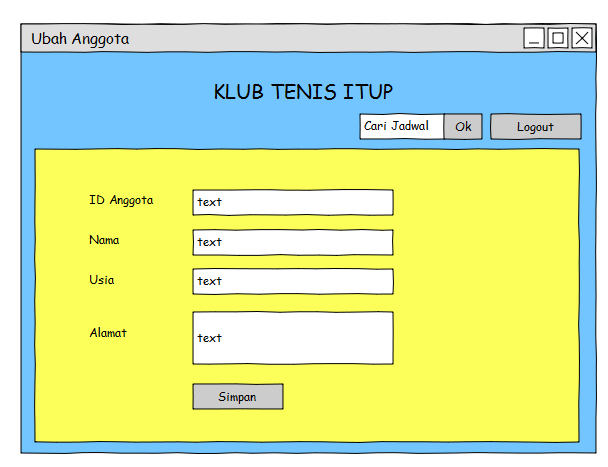 Ubah Anggota
KLUB TENIS ITUP
Cari Jadwal Ok Logout
ID Anggota text
Nama text
Usia text
Alamat text
Simpan